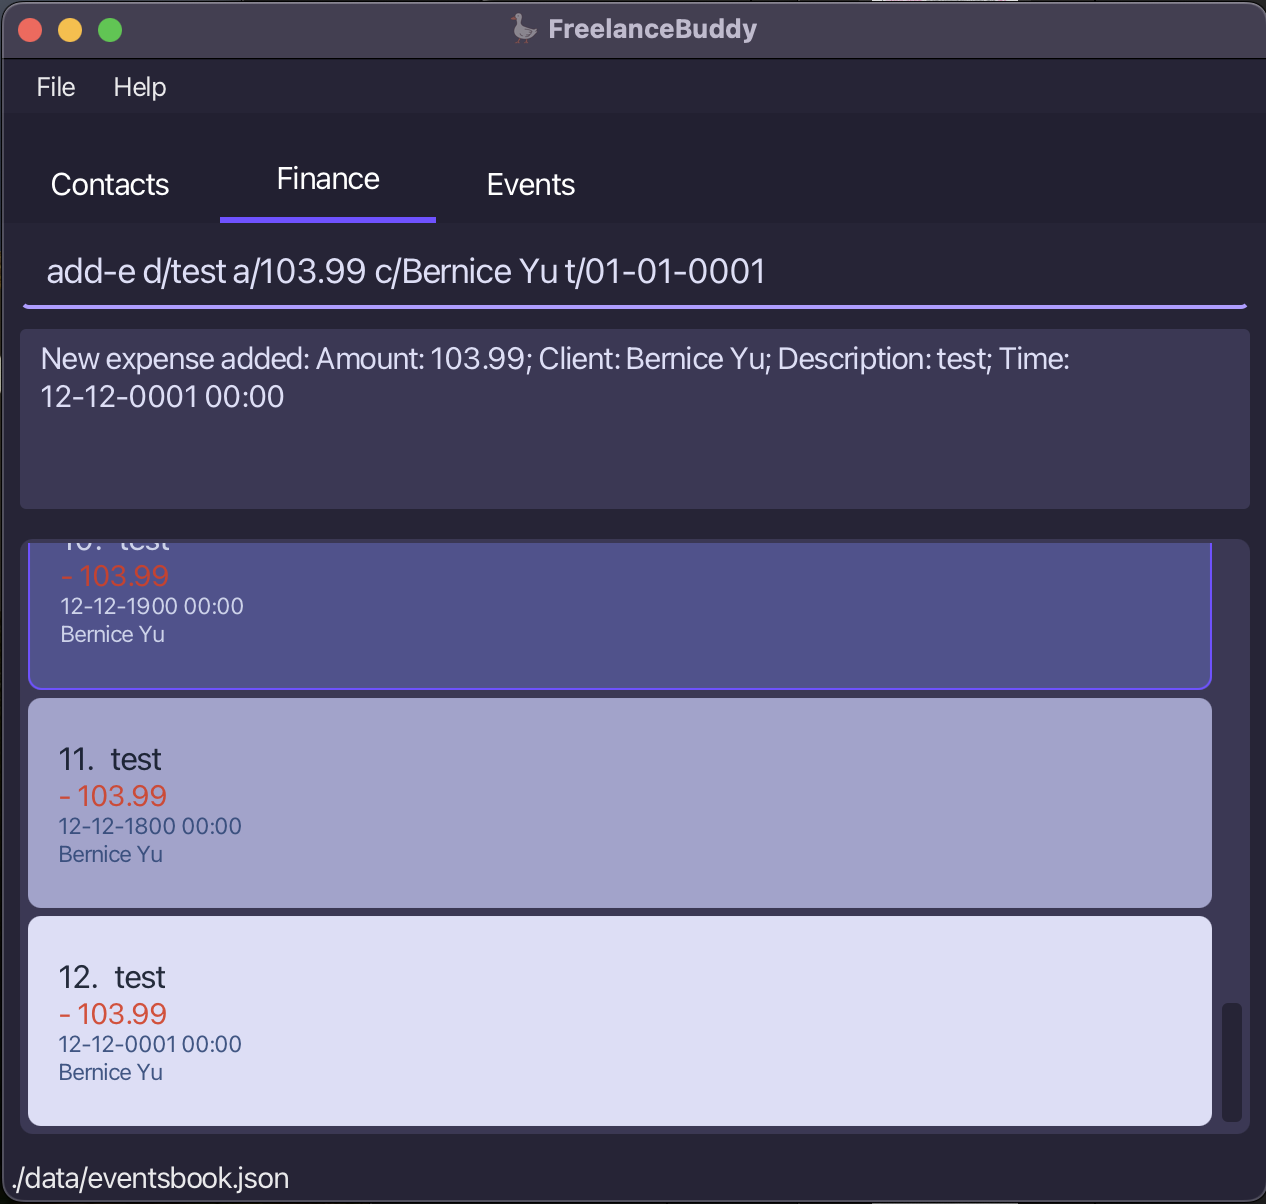 FreelanceBuddy
File Help
Contacts Finance Events
add-e d/test a/103.99 c/Bernice Yu t/01-01-0001
New expense added: Amount: 103.99; Client: Bernice Yu; Description: test; Time:
12-12-0001 00:00
10. test
- 103.99
12-12-1900 00:00
Bernice Yu
11. test
- 103.99
12-12-1800 00:00
Bernice Yu
12. test
- 103.99
12-12-0001 00:00
Bernice Yu
./data/eventsbook.json